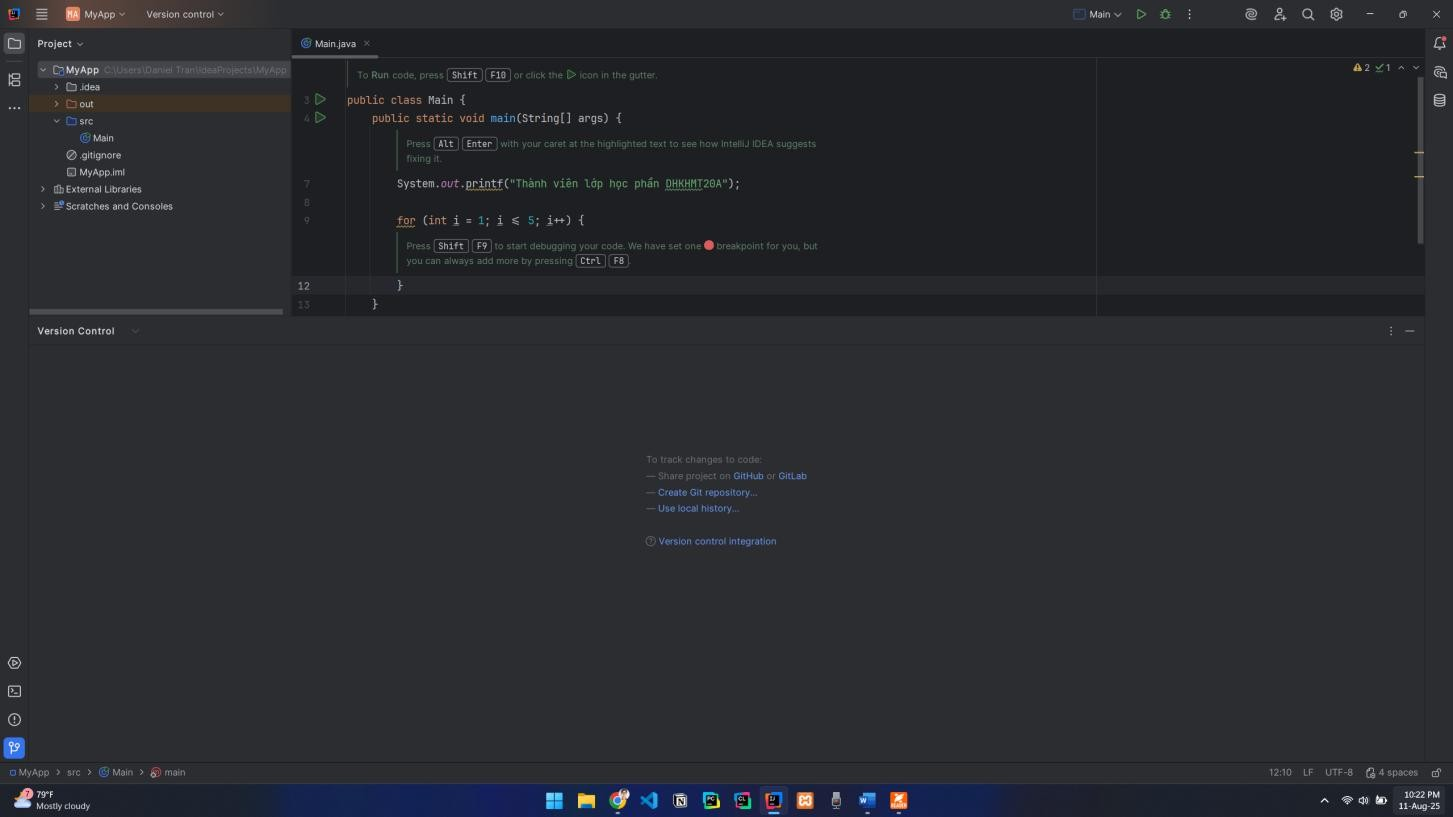 MA MyApp Version control Main
Project
Main.java
MyApp C:\Users\Daniel Tran\IdeaProjects\MyApp
.idea
out
src
Main
.gitignore
MyApp.iml
External Libraries
Scratches and Consoles
To Run code, press Shift F10 or click the icon in the gutter.
2 1
3 public class Main {
4 public static void main(String[] args) {
Press Alt Enter with your caret at the highlighted text to see how IntelliJ IDEA suggests
fixing it.
7 System.out.printf("Thành viên lớp học phần DHKHMT20A");
8
9 for (int i = 1; i <= 5; i++) {
Press Shift F9 to start debugging your code. We have set one breakpoint for you, but
you can always add more by pressing Ctrl F8.
12 }
13 }
Version Control
To track changes to code:
— Share project on GitHub or GitLab
— Create Git repository...
— Use local history...
? Version control integration
MyApp > src > Main > main
12:10 LF UTF-8 4 spaces
7 79°F
Mostly cloudy
10:22 PM
11-Aug-25